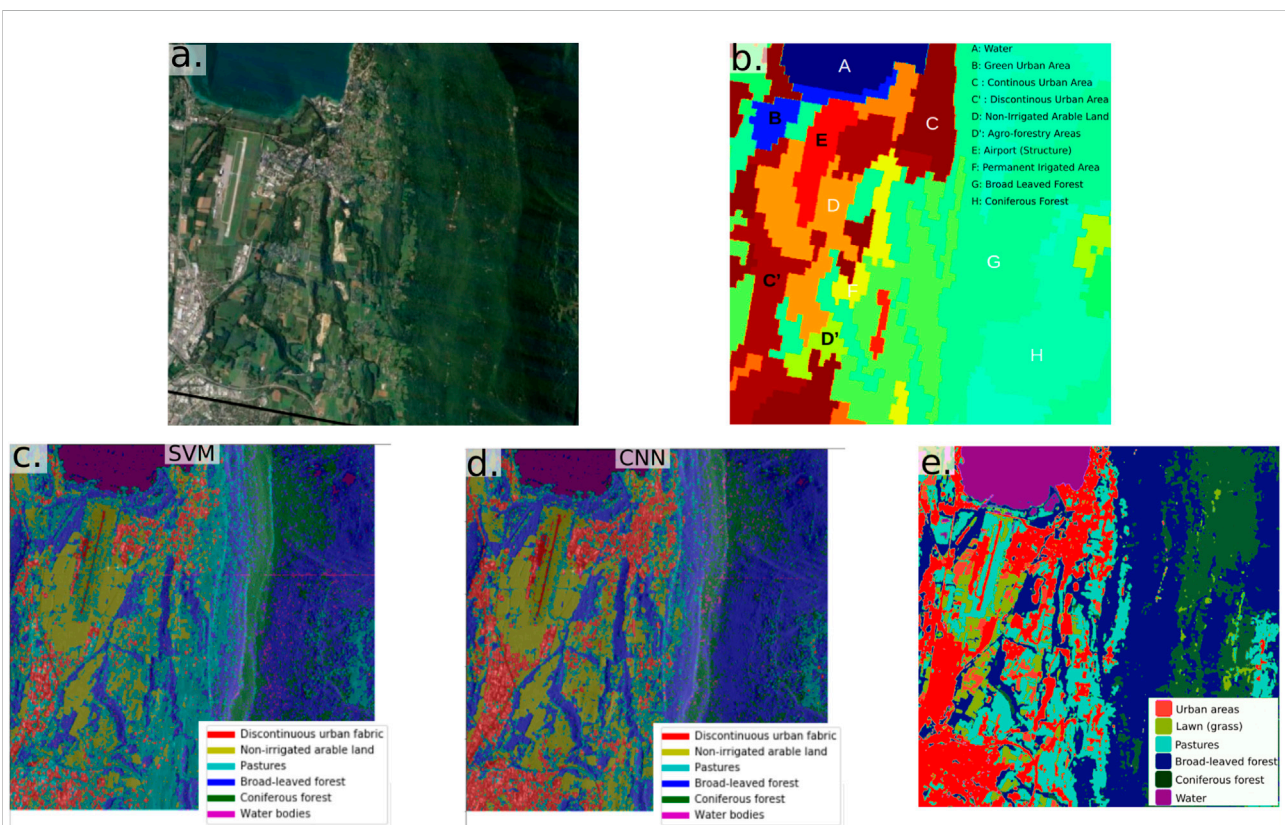 a.
b.
A: Water
B: Green Urban Area
C : Continous Urban Area
C' : Discontinous Urban Area
D: Non-Irrigated Arable Land
D': Agro-forestry Areas
E: Airport (Structure)
F: Permanent Irigated Area
G: Broad Leaved Forest
H: Coniferous Forest
A
B
C
E
D
G
C'
F
D'
H
c.
SVM
Discontinuous urban fabric
Non-irrigated arable land
Pastures
Broad-leaved forest
Coniferous forest
Water bodies
d.
CNN
Discontinuous urban fabric
Non-irrigated arable land
Pastures
Broad-leaved forest
Coniferous forest
Water bodies
e.
Urban areas
Lawn (grass)
Pastures
Broad-leaved forest
Coniferous forest
Water